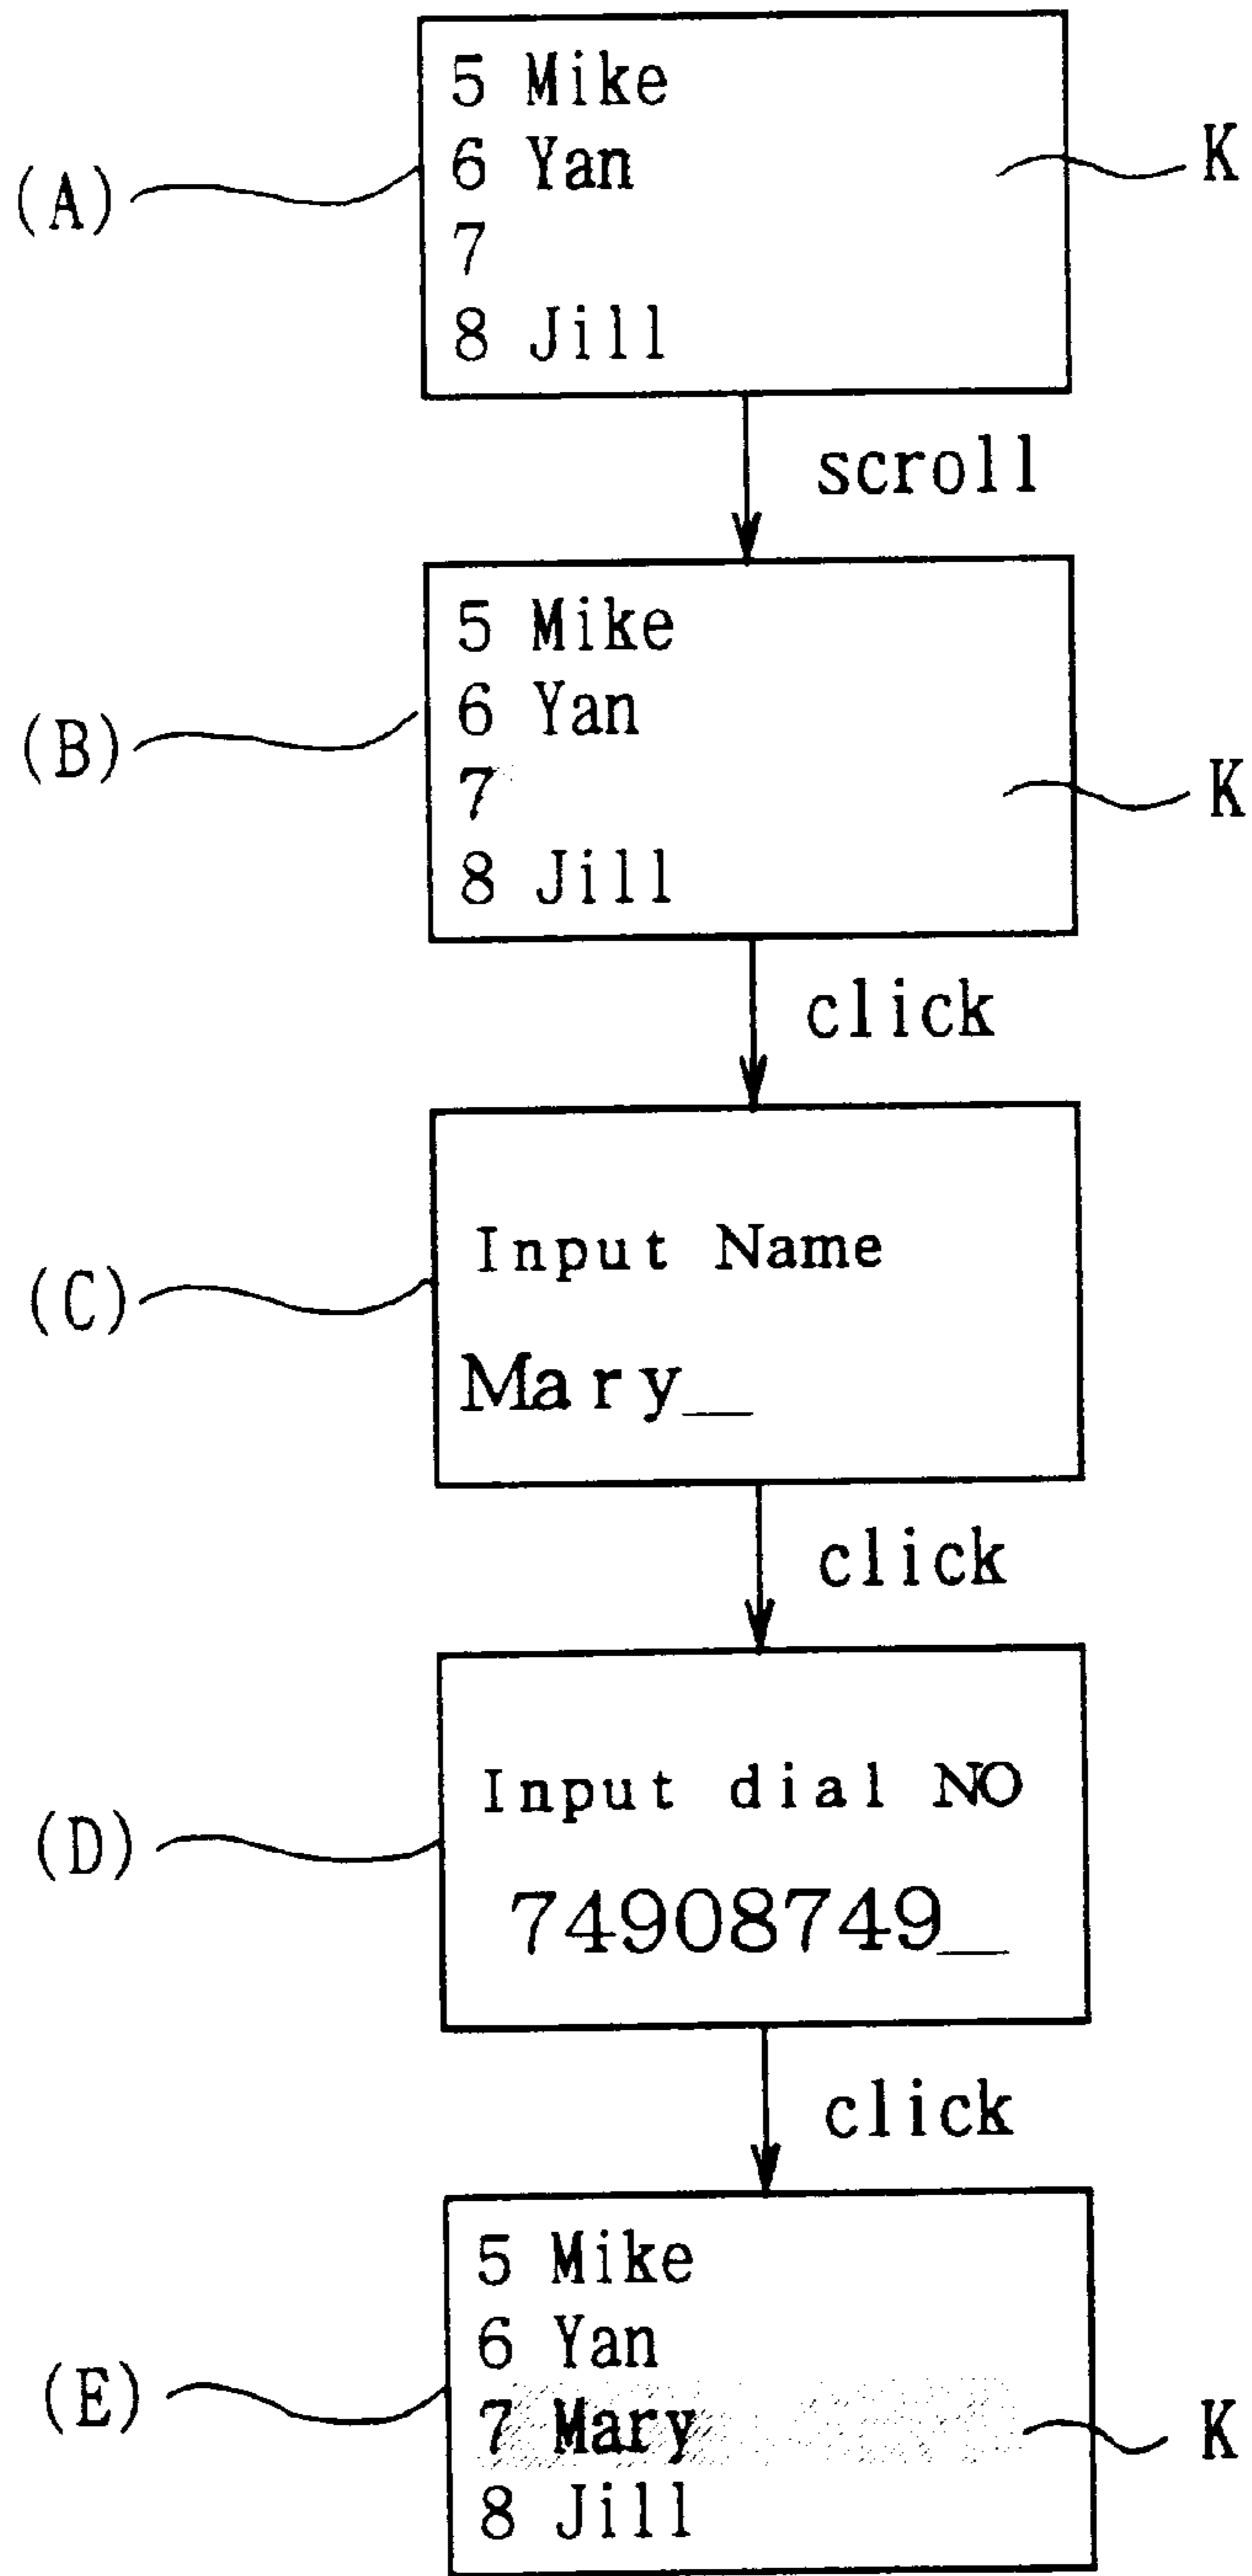 5 Mike
(A) 6 Yan K
7
8 Jill
scroll
5 Mike
(B) 6 Yan
7 K
8 Jill
click
Input Name
(C)
Mary_
click
Input dial NO
(D)
74908749_
click
5 Mike
6 Yan
(E) 7 Mary K
8 Jill